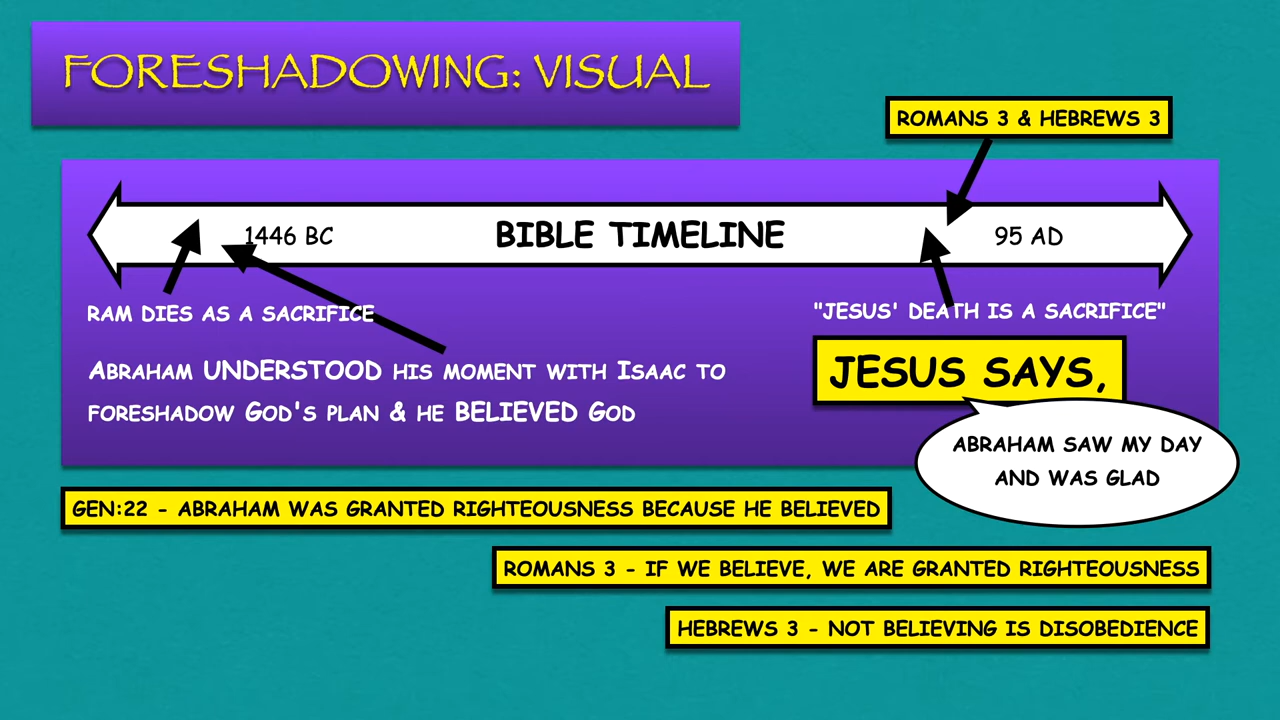 FORESHADOWING: VISUAL
ROMANS 3 & HEBREWS 3
1446 BC
BIBLE TIMELINE
95 AD
RAM DIES AS A SACRIFICE
"JESUS' DEATH IS A SACRIFICE"
ABRAHAM UNDERSTOOD HIS MOMENT WITH ISAAC TO
FORESHADOW GOD'S PLAN & HE BELIEVED GOD
JESUS SAYS,
ABRAHAM SAW MY DAY
AND WAS GLAD
GEN:22 - ABRAHAM WAS GRANTED RIGHTEOUSNESS BECAUSE HE BELIEVED
ROMANS 3 - IF WE BELIEVE, WE ARE GRANTED RIGHTEOUSNESS
HEBREWS 3 - NOT BELIEVING IS DISOBEDIENCE